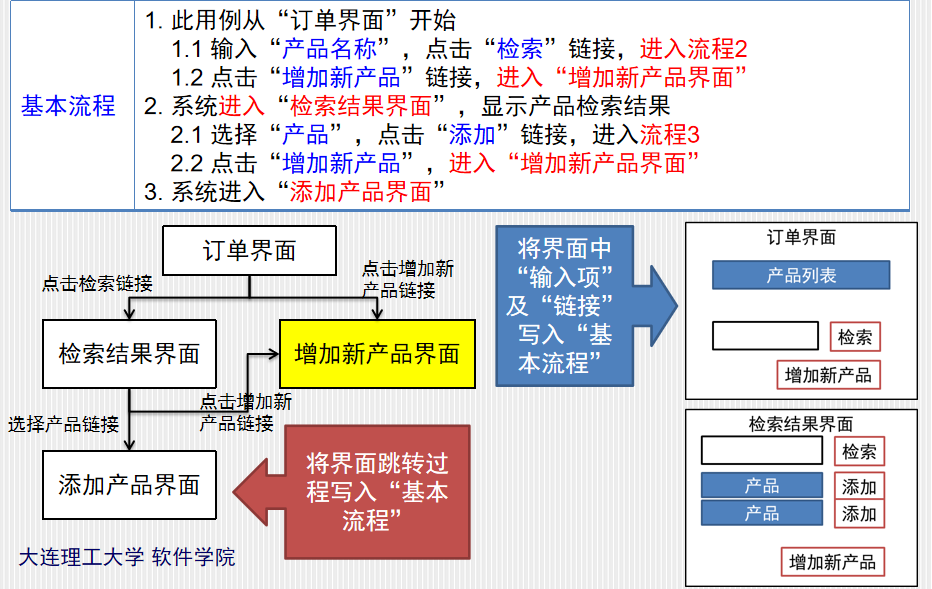 基本流程
1. 此用例从“订单界面”开始
1.1 输入“产品名称”，点击“检索”链接，进入流程2
1.2 点击“增加新产品”链接，进入“增加新产品界面”
2. 系统进入“检索结果界面”，显示产品检索结果
2.1 选择“产品”，点击“添加”链接，进入流程3
2.2 点击“增加新产品”，进入“增加新产品界面”
3. 系统进入“添加产品界面”
订单界面
点击检索链接
点击增加新
产品链接
检索结果界面
增加新产品界面
选择产品链接
点击增加新
产品链接
添加产品界面
将界面中
“输入项”
及“链接”
写入“基
本流程”
将界面跳转过
程写入“基本
流程”
订单界面
产品列表
检索
增加新产品
检索结果界面
检索
产品
添加
产品
添加
增加新产品
大连理工大学 软件学院